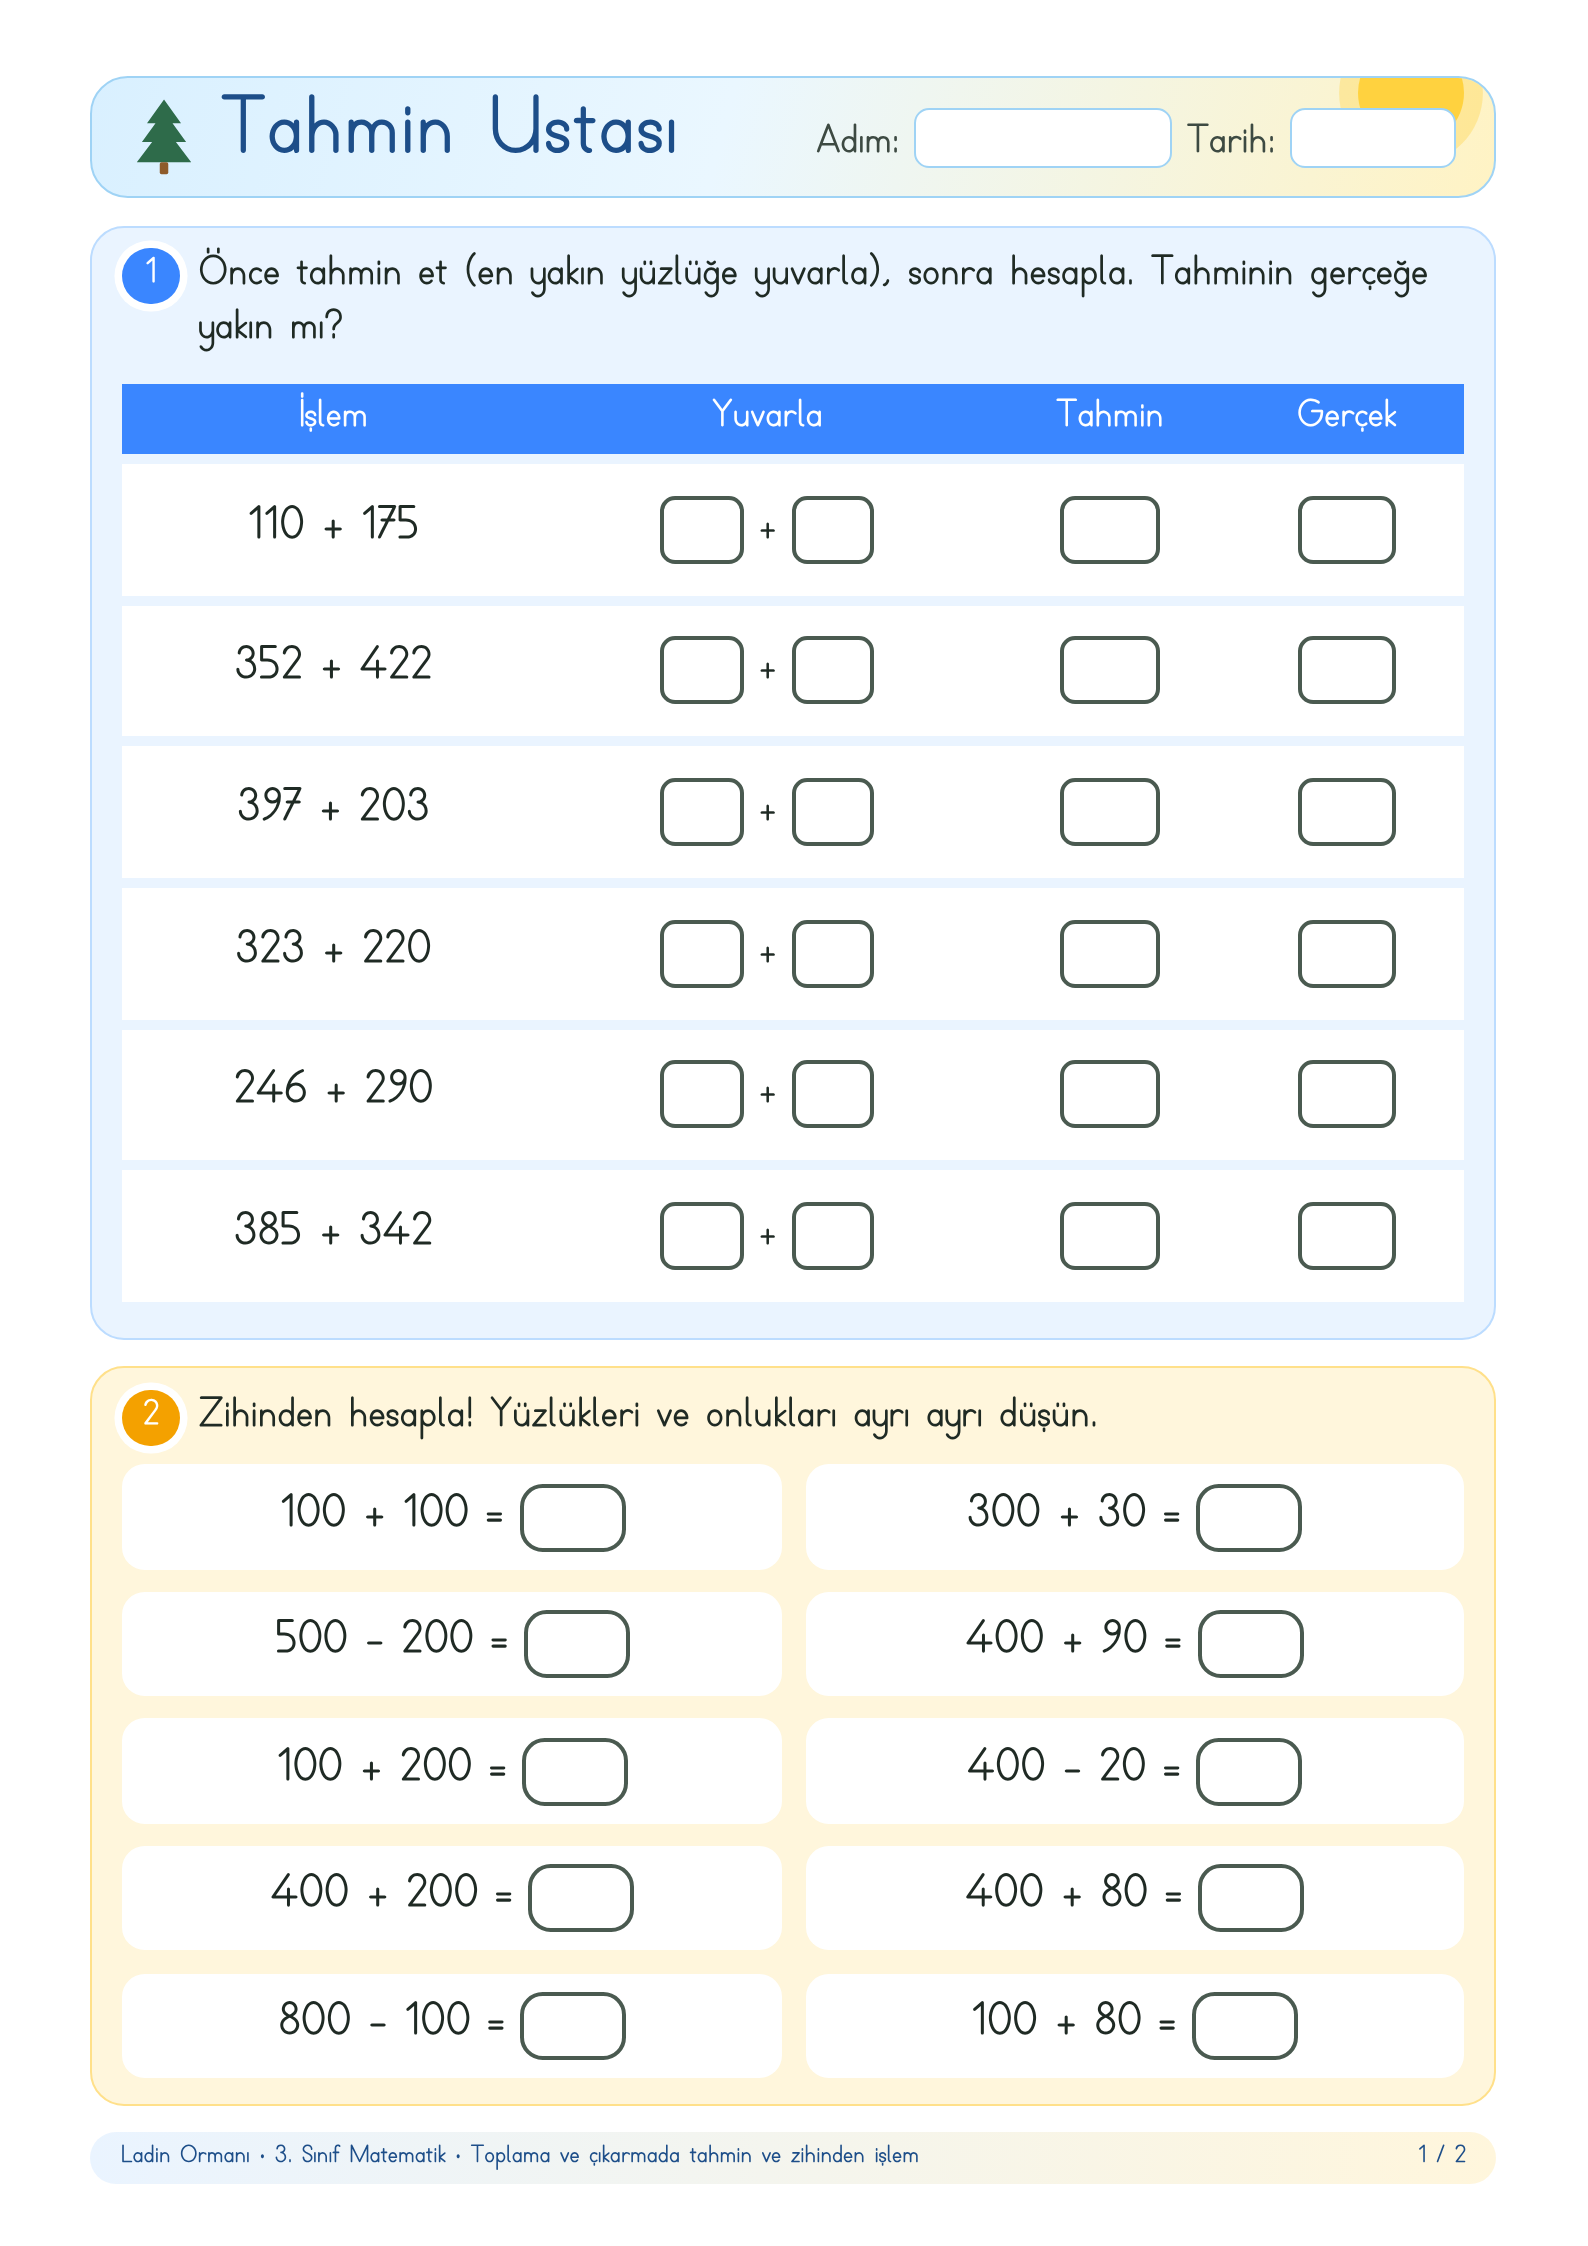 Tahmin Ustası
Adım: Tarih:
1 Önce tahmin et (en yakın yüzlüğe yuvarla), sonra hesapla. Tahminin gerçeğe
yakın mı?
İşlem Yuvarla Tahmin Gerçek
110 + 175 +
352 + 422 +
397 + 203 +
323 + 220 +
246 + 290 +
385 + 342 +
2 Zihinden hesapla! Yüzlükleri ve onlukları ayrı ayrı düşün.
100 + 100 = 300 + 30 =
500 - 200 = 400 + 90 =
100 + 200 = 400 - 20 =
400 + 200 = 400 + 80 =
800 - 100 = 100 + 80 =
Ladin Ormanı • 3. Sınıf Matematik • Toplama ve çıkarmada tahmin ve zihinden işlem 1 / 2